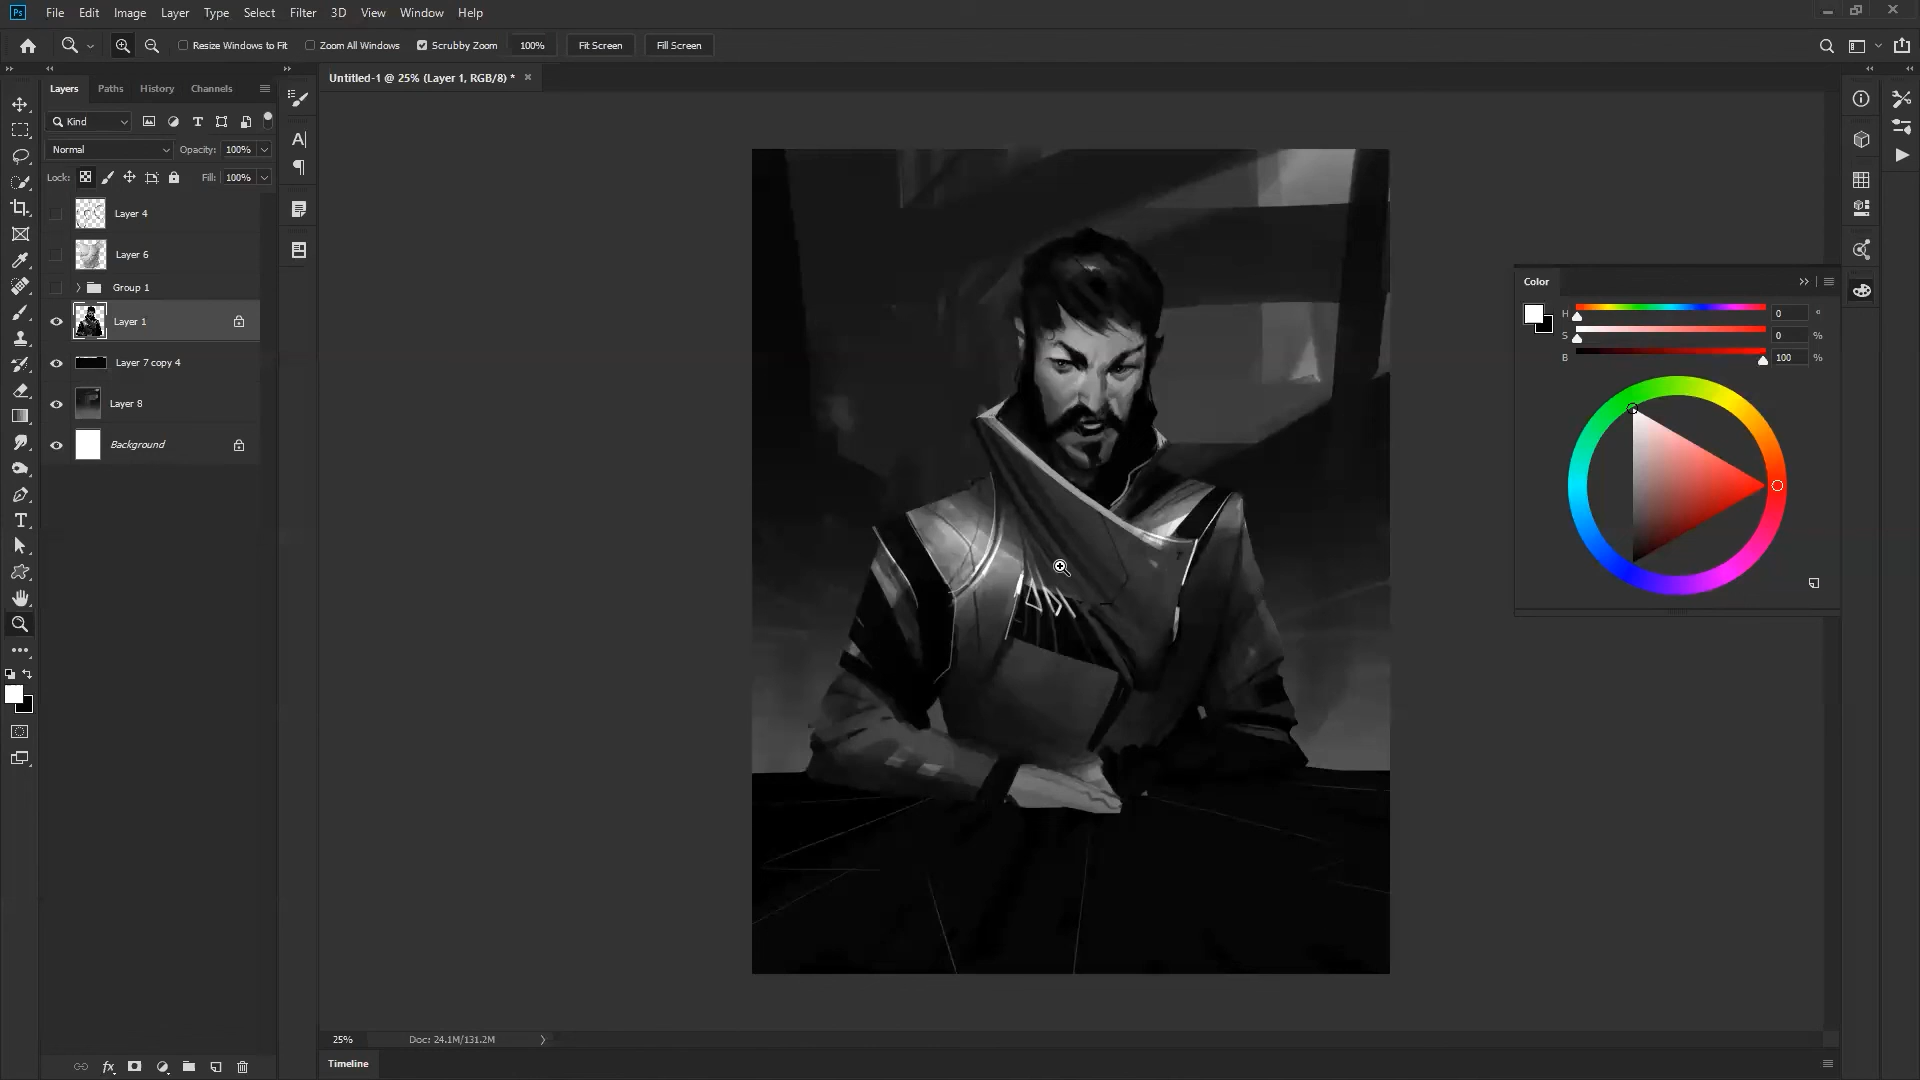 Ps File Edit Image Layer Type Select Filter 3D View Window Help
Resize Windows to Fit Zoom All Windows Scrubby Zoom 100% Fit Screen Fill Screen
Untitled-1 @ 25% (Layer 1, RGB/8) *
Layers Paths History Channels
Kind
Normal Opacity: 100%
Lock: Fill: 100%
Layer 4
Layer 6
Group 1
Layer 1
Layer 7 copy 4
Layer 8
Background
Color
H 0 °
S 0 %
B 100 %
25% Doc: 24.1M/131.2M
Timeline